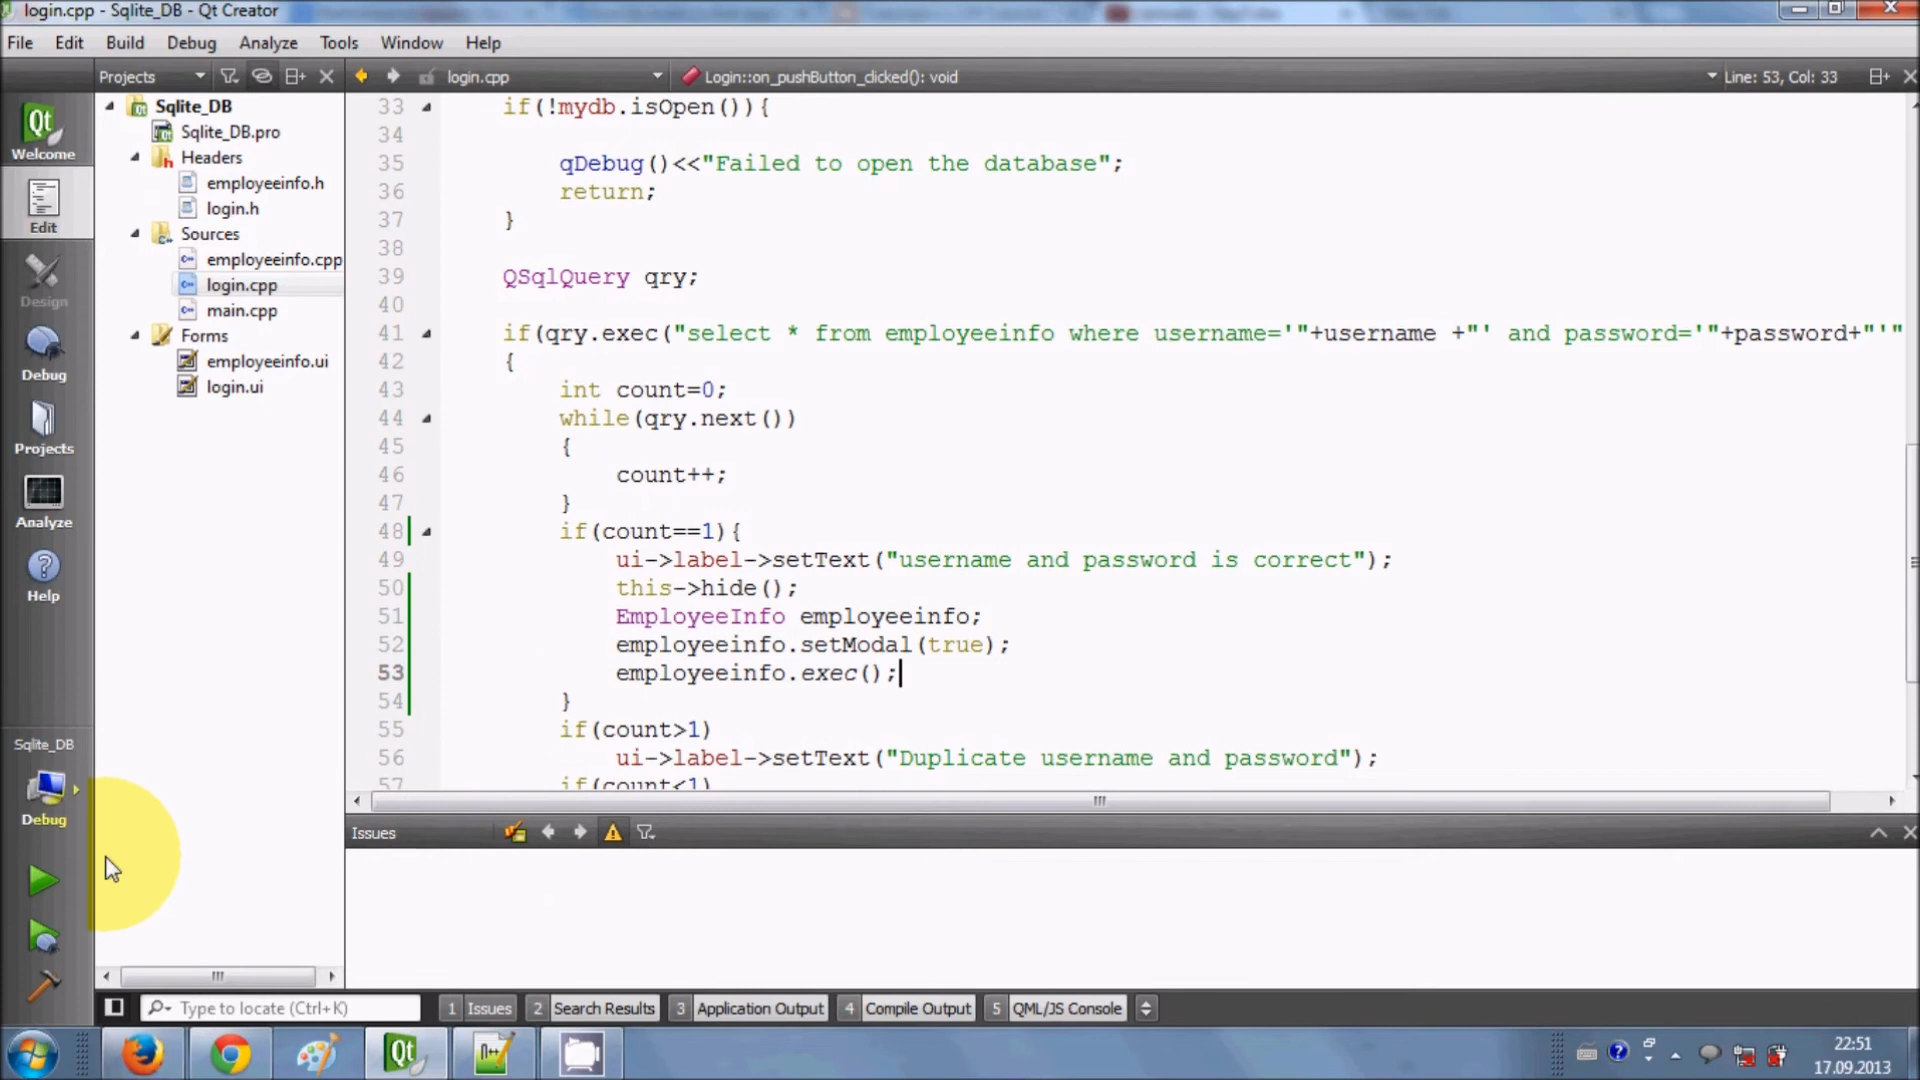 login.cpp - Sqlite_DB - Qt Creator
File Edit Build Debug Analyze Tools Window Help
Projects
login.cpp
Login::on_pushButton_clicked(): void
Line: 53, Col: 33
Welcome
Edit
Design
Debug
Projects
Analyze
Help
Sqlite_DB
Debug
Sqlite_DB
Sqlite_DB.pro
Headers
employeeinfo.h
login.h
Sources
employeeinfo.cpp
login.cpp
main.cpp
Forms
employeeinfo.ui
login.ui
33 if(!mydb.isOpen()){
34
35 qDebug()<<"Failed to open the database";
36 return;
37 }
38
39 QSqlQuery qry;
40
41 if(qry.exec("select * from employeeinfo where username='"+username +"' and password='"+password+"'"
42 {
43 int count=0;
44 while(qry.next())
45 {
46 count++;
47 }
48 if(count==1){
49 ui->label->setText("username and password is correct");
50 this->hide();
51 EmployeeInfo employeeinfo;
52 employeeinfo.setModal(true);
53 employeeinfo.exec();
54 }
55 if(count>1)
56 ui->label->setText("Duplicate username and password");
57 if(count<1)
Issues
Type to locate (Ctrl+K)
1 Issues 2 Search Results 3 Application Output 4 Compile Output 5 QML/JS Console
22:51
17.09.2013